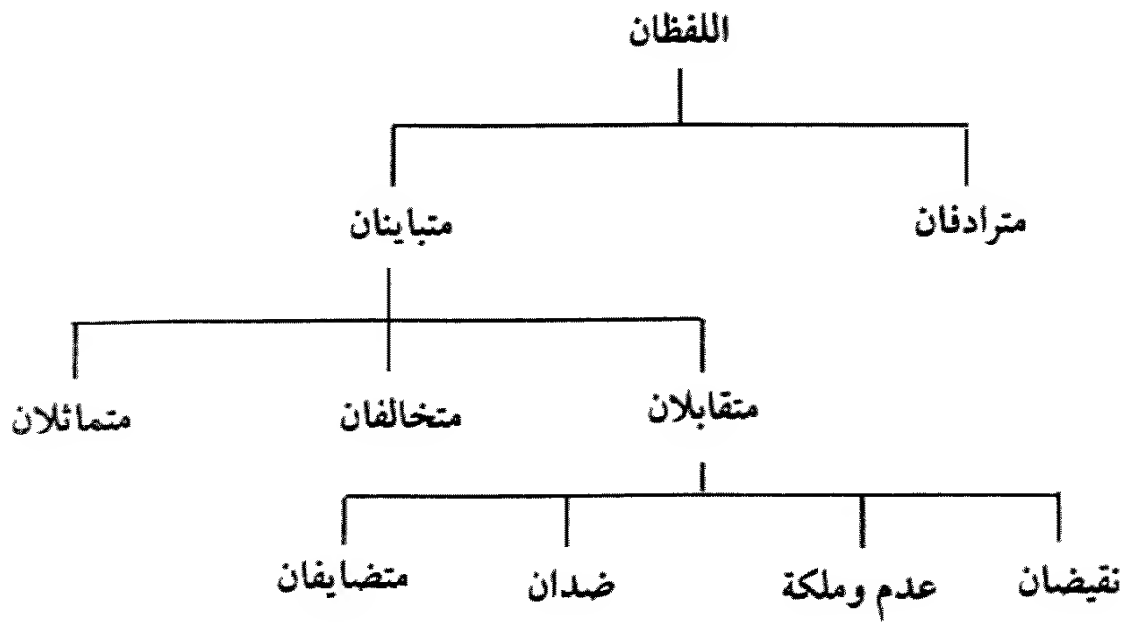 اللفظان
مترادفان متباينان
متقابلان متخالفان متماثلان
نقيضان عدم وملكة ضدان متضايفان